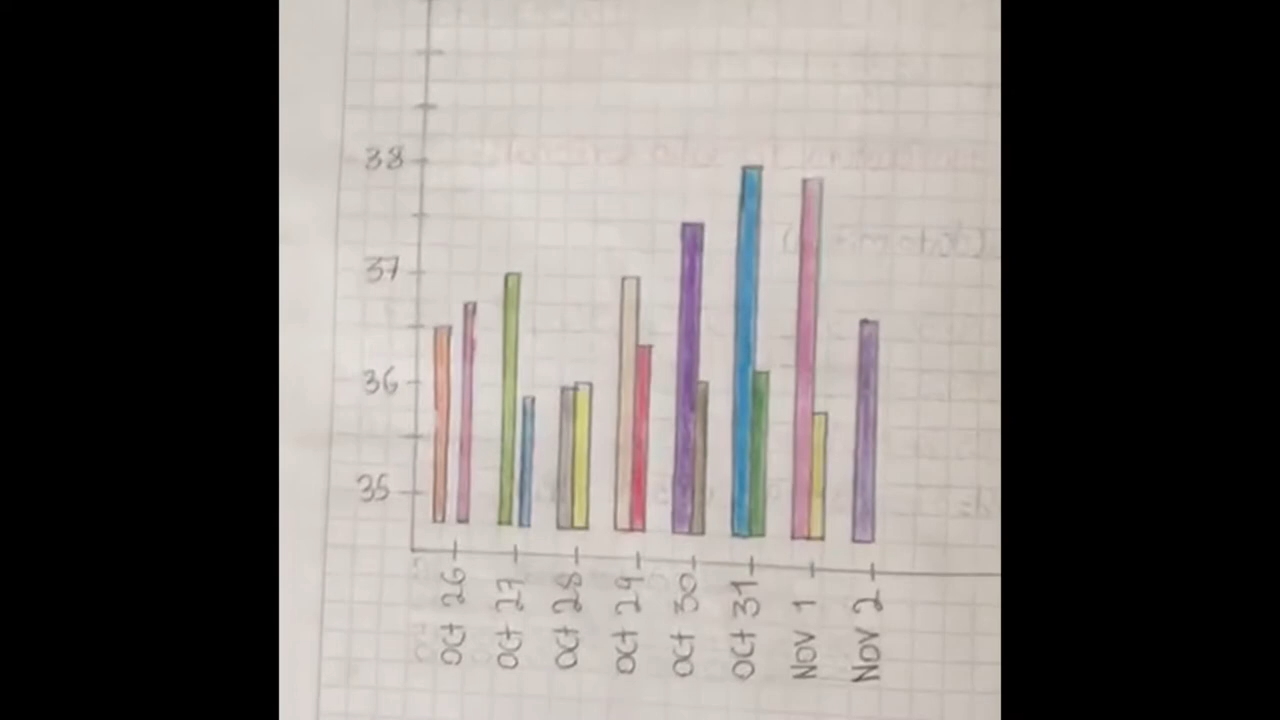 38
37
36
35
Oct 26
Oct 27
Oct 28
Oct 29
Oct 30
Oct 31
Nov 1
Nov 2